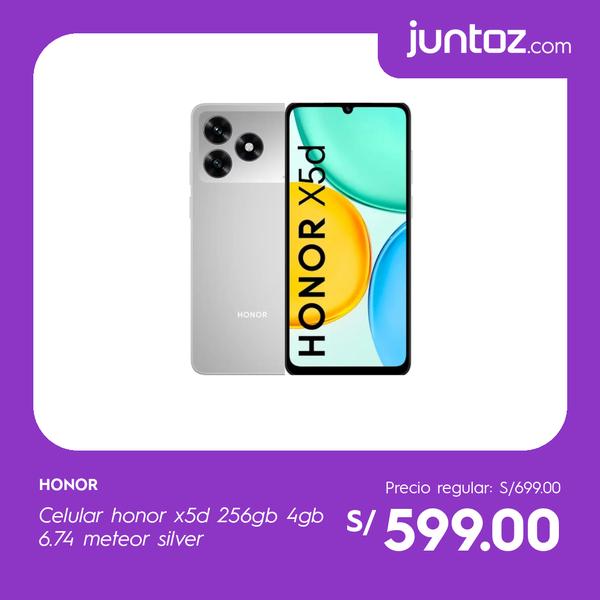 juntoz.com
HONOR X5d
HONOR
HONOR
Celular honor x5d 256gb 4gb
6.74 meteor silver
Precio regular: S/699.00
S/ 599.00